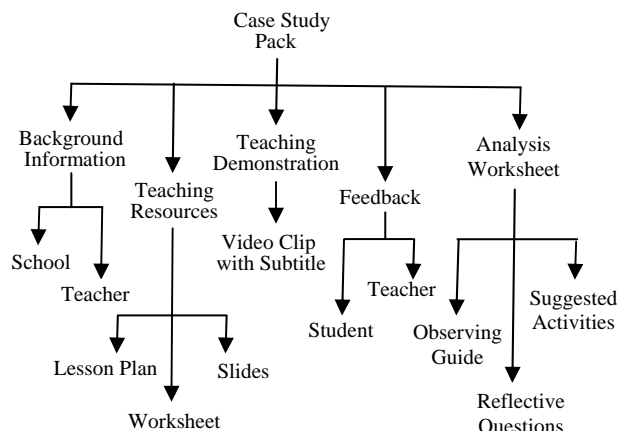 Case Study
Pack
Background
Information
Teaching
Resources
Teaching
Demonstration
Feedback
Analysis
Worksheet
School
Teacher
Video Clip
with Subtitle
Student
Teacher
Observing
Guide
Suggested
Activities
Lesson Plan
Slides
Worksheet
Reflective
Questions